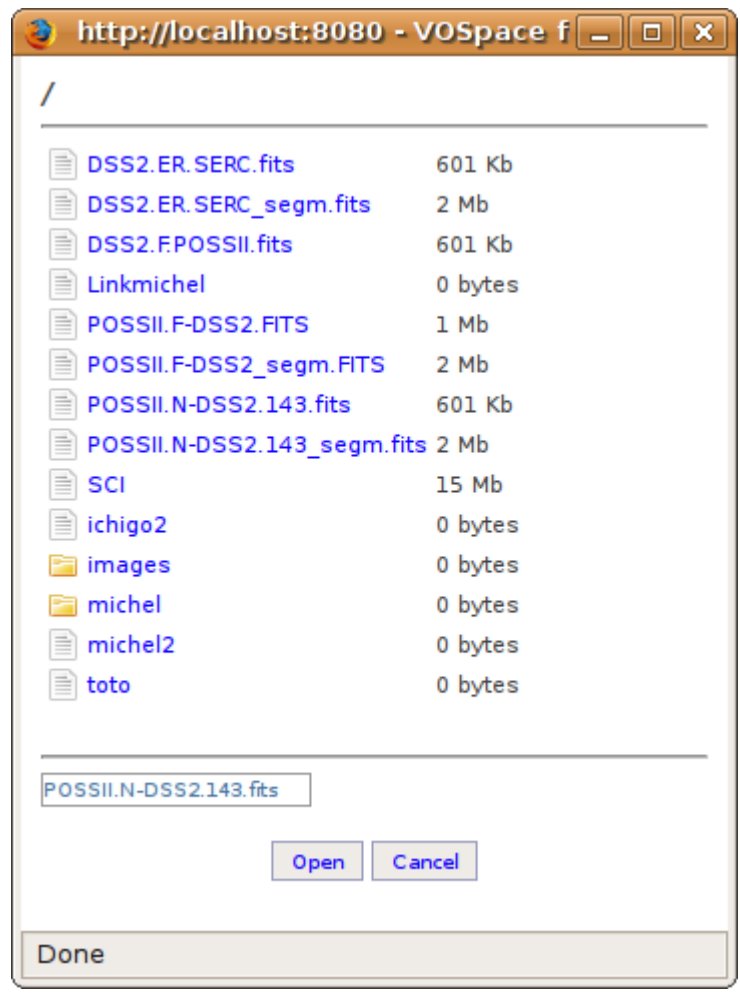 http://localhost:8080 - VOSpace f
/
DSS2.ER.SERC.fits 601 Kb
DSS2.ER.SERC_segm.fits 2 Mb
DSS2.F.POSSII.fits 601 Kb
Linkmichel 0 bytes
POSSII.F-DSS2.FITS 1 Mb
POSSII.F-DSS2_segm.FITS 2 Mb
POSSII.N-DSS2.143.fits 601 Kb
POSSII.N-DSS2.143_segm.fits 2 Mb
SCI 15 Mb
ichigo2 0 bytes
images 0 bytes
michel 0 bytes
michel2 0 bytes
toto 0 bytes
POSSII.N-DSS2.143.fits
Open Cancel
Done